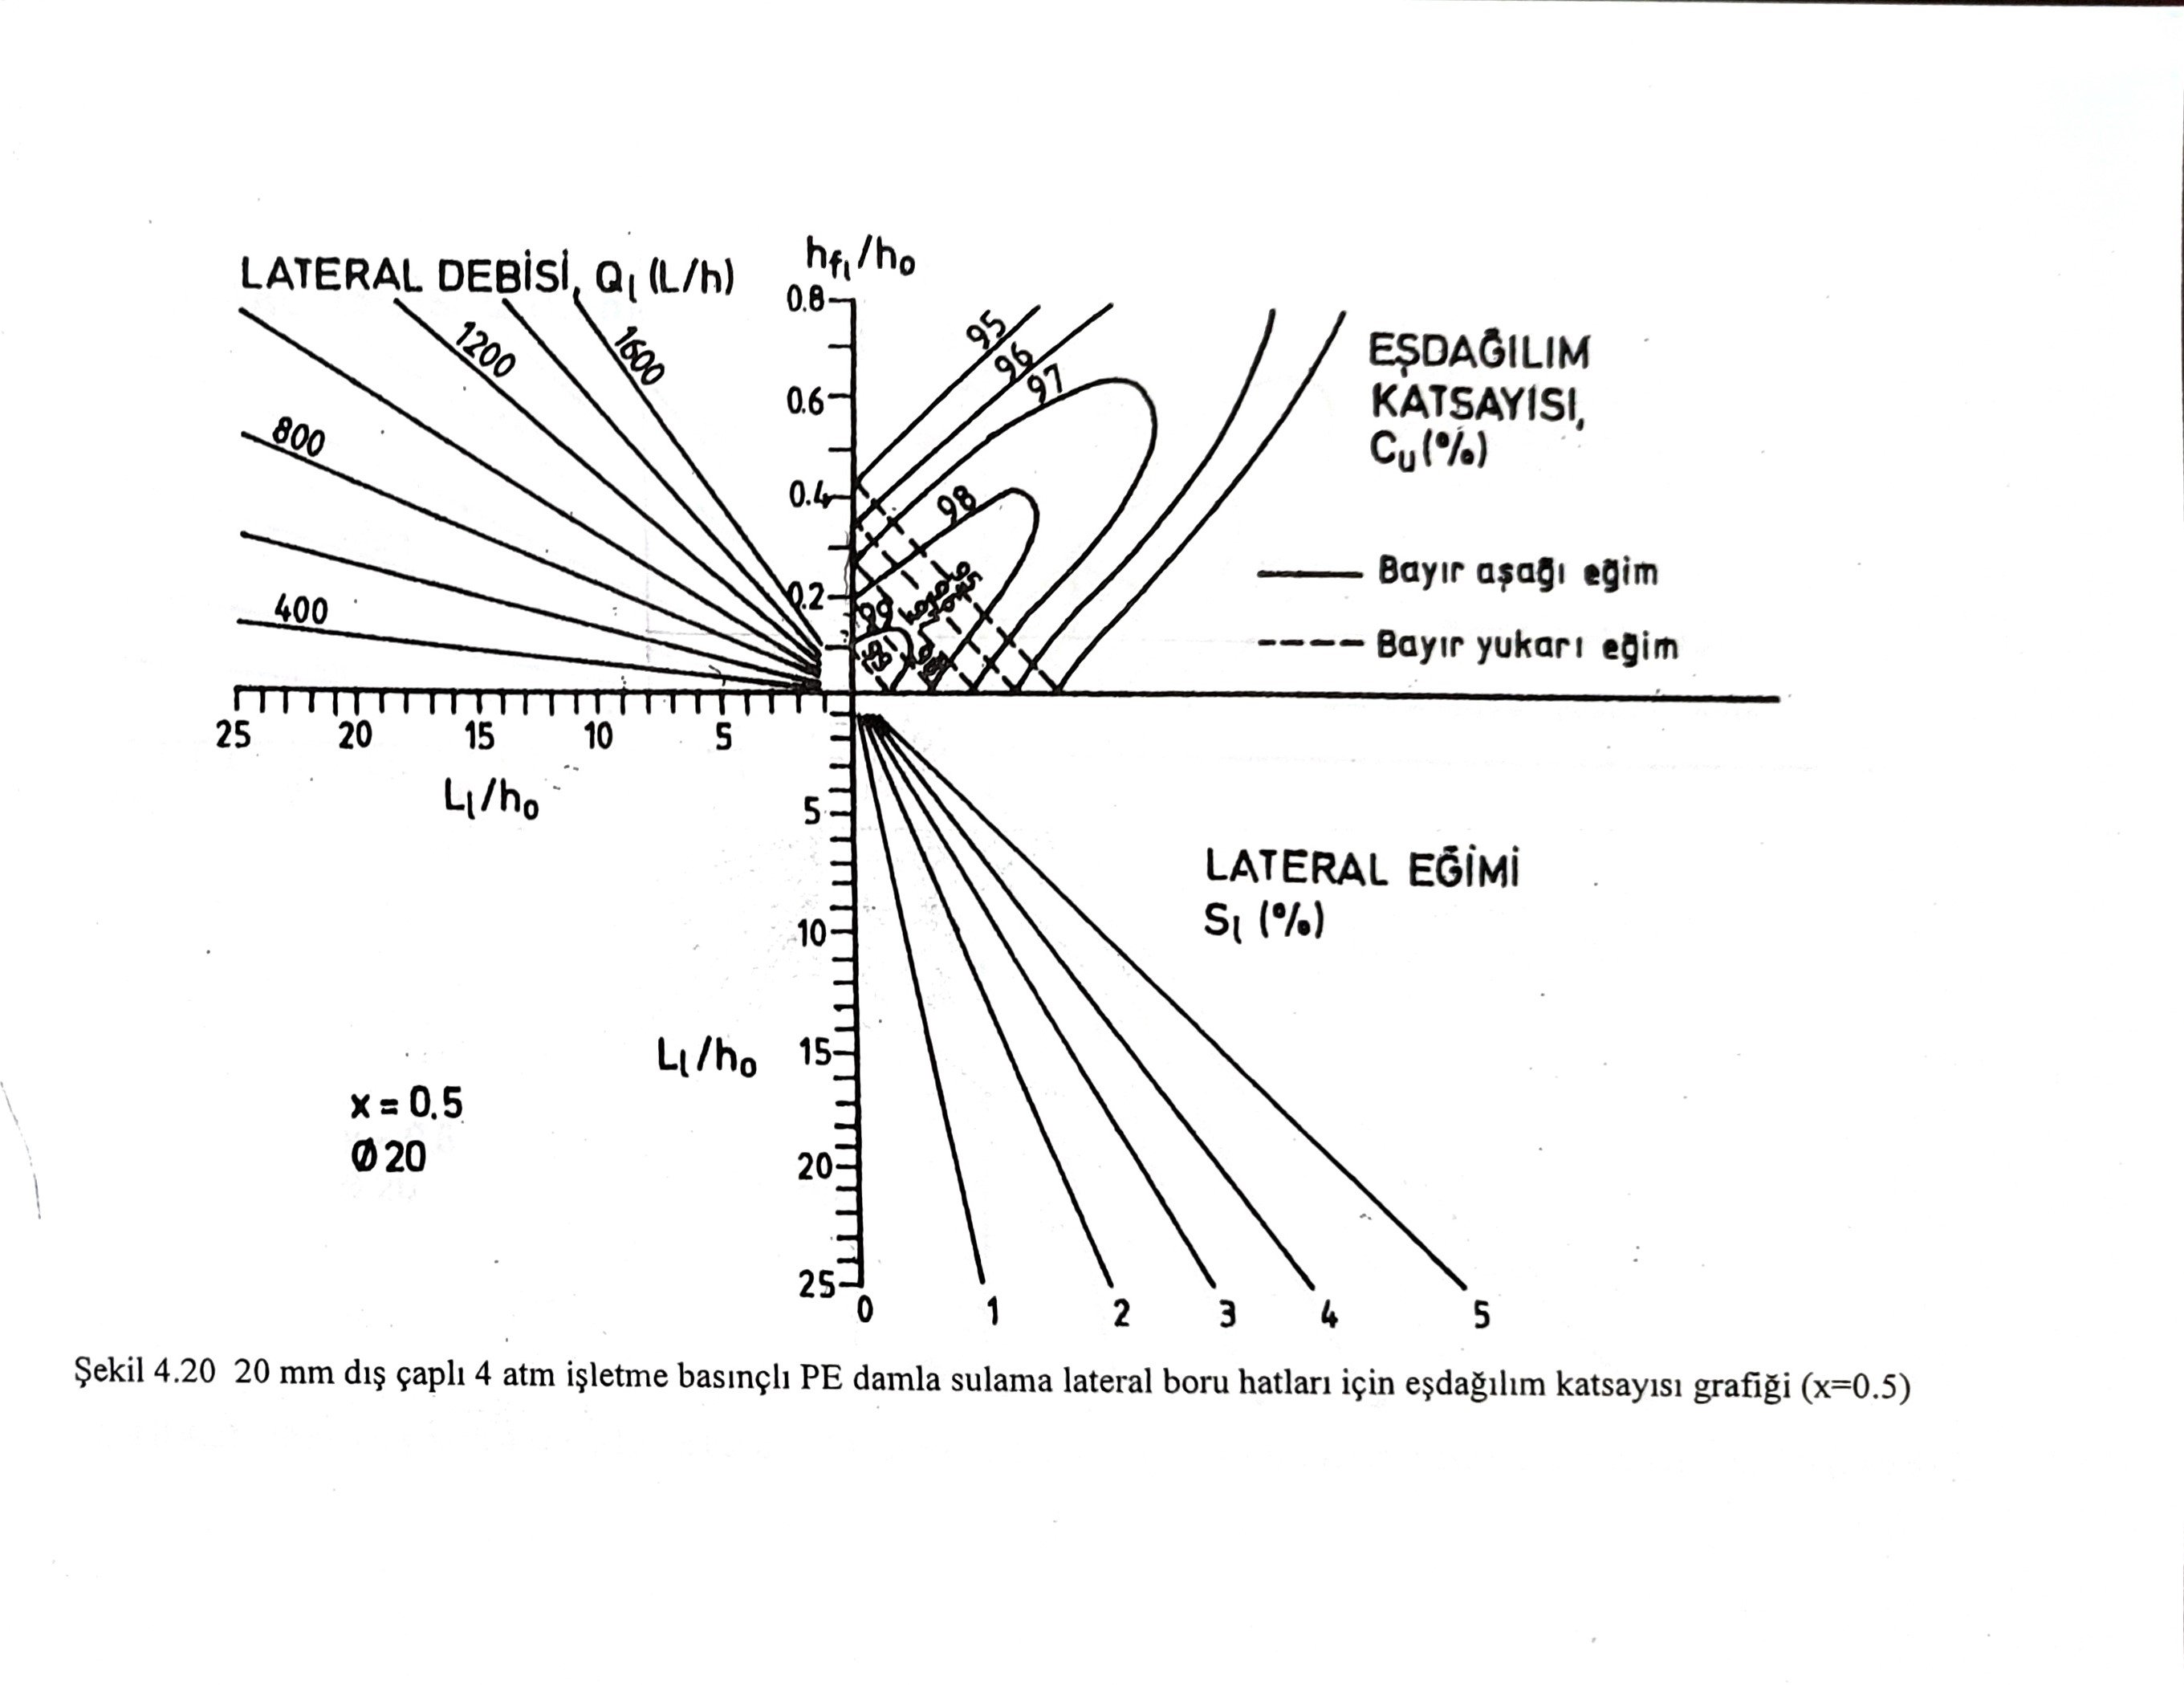 LATERAL DEBİSİ, Ql (L/h)
hfl/h0
0.8
0.6
0.4
0.2
1200
1600
800
400
95
96
97
98
99
EŞDAĞILIM
KATSAYISI,
Cu (%)
Bayır aşağı eğim
Bayır yukarı eğim
25 20 15 10 5
Ll/h0
5
10
15
20
25
Ll/h0
LATERAL EĞİMİ
Sl (%)
x = 0.5
Ø 20
0 1 2 3 4 5
Şekil 4.20 20 mm dış çaplı 4 atm işletme basınçlı PE damla sulama lateral boru hatları için eşdağılım katsayısı grafiği (x=0.5)